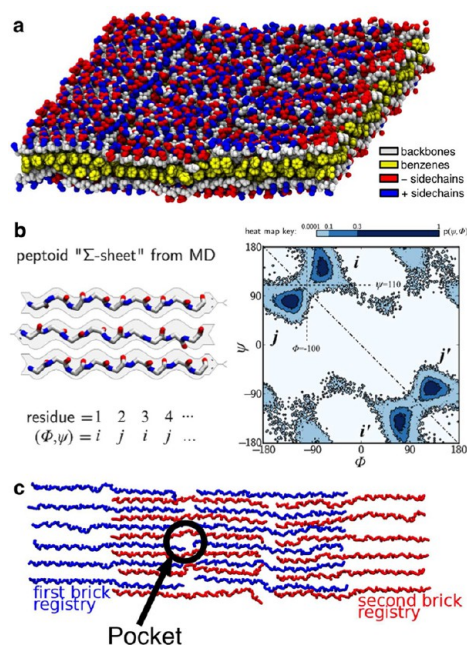 a
backbones
benzenes
− sidechains
+ sidechains
b
peptoid "Σ-sheet" from MD
residue = 1 2 3 4 ···
(Φ,ψ) = i j i j ...
heat map key: 0.0001 0.1 0.3 1 p(ψ,Φ)
180
90
0
−90
−180
ψ
i
ψ~110
j
Φ~-100
j'
i'
−180 −90 0 90 180
Φ
c
first brick
registry
second brick
registry
Pocket